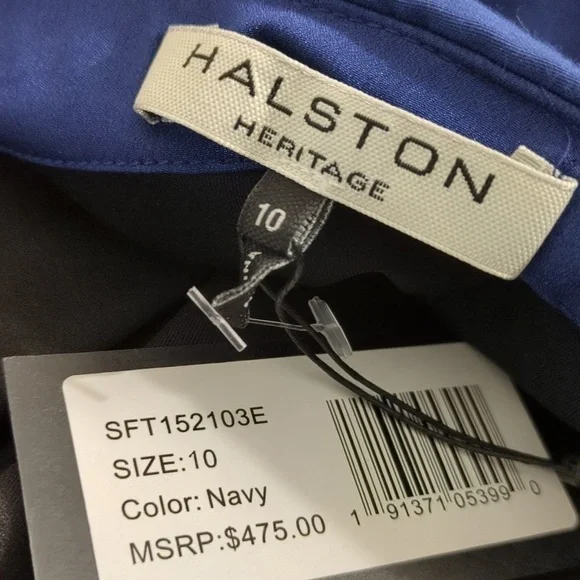 HALSTON
HERITAGE
10
SFT152103E
SIZE:10
Color: Navy
MSRP:$475.00
1 91371 05399 0